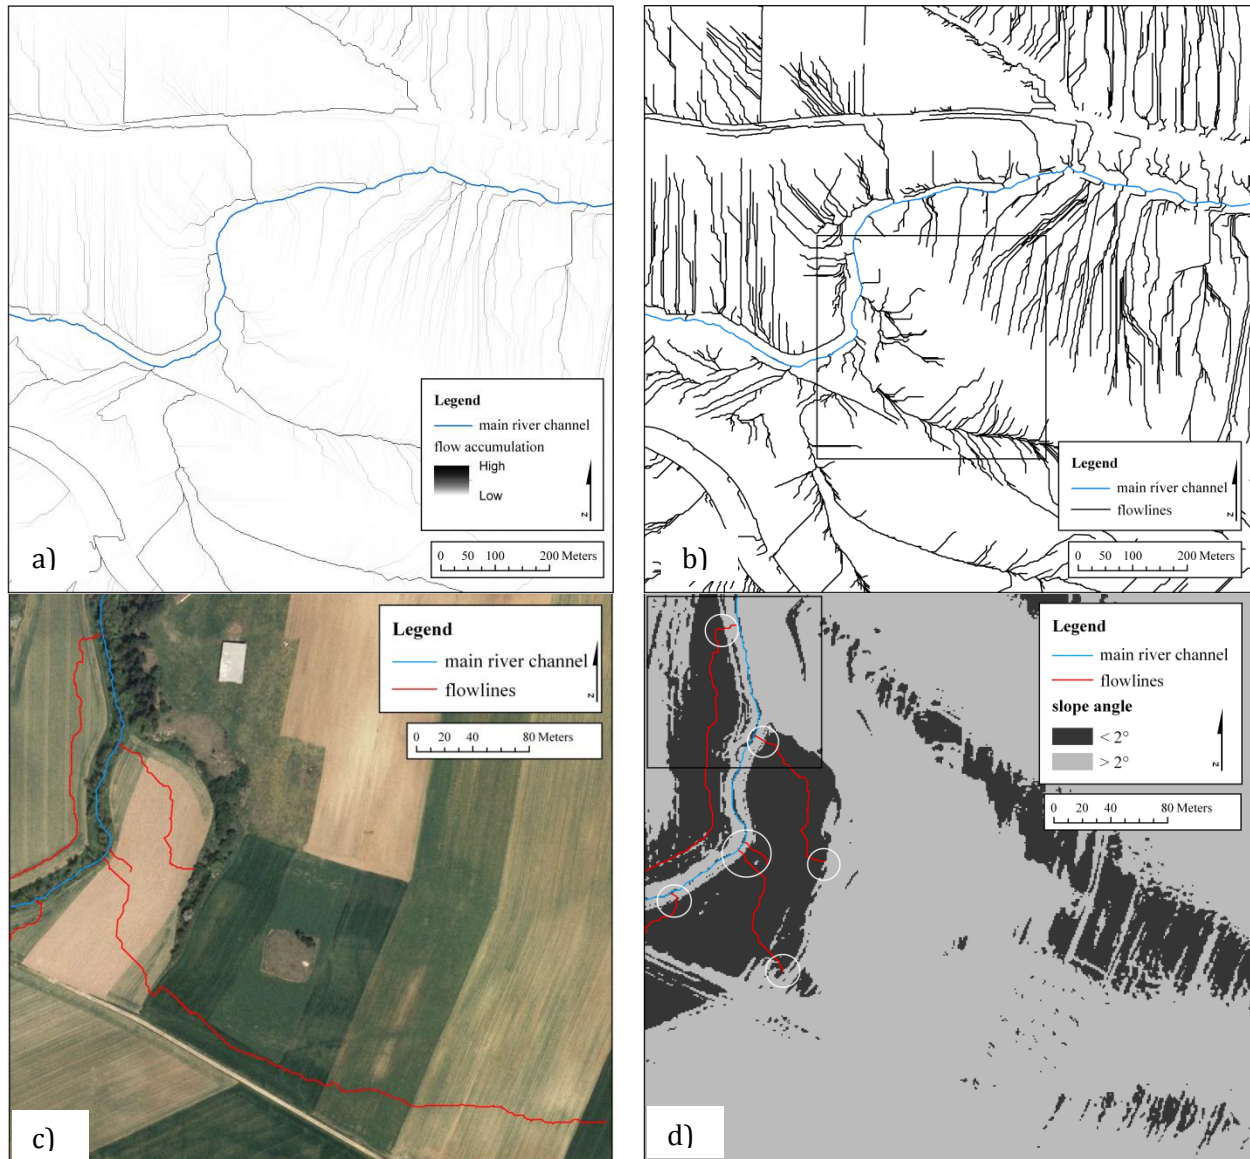 Legend
main river channel
flow accumulation
High
Low
N
0 50 100 200 Meters
a)
Legend
main river channel
flowlines
N
0 50 100 200 Meters
b)
Legend
main river channel
flowlines
N
0 20 40 80 Meters
c)
Legend
main river channel
flowlines
slope angle
< 2°
> 2°
N
0 20 40 80 Meters
d)